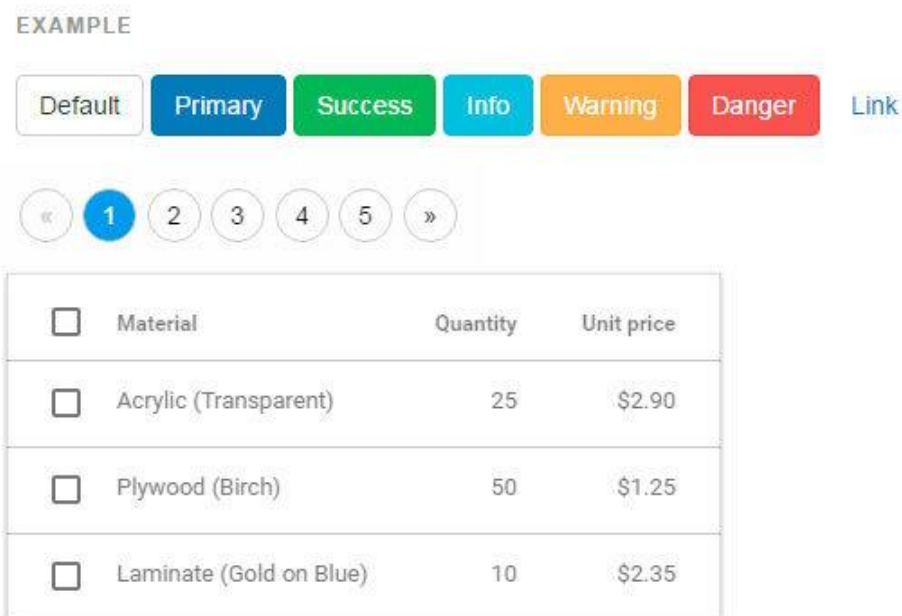 EXAMPLE
Default Primary Success Info Warning Danger Link
« 1 2 3 4 5 »
Material Quantity Unit price
Acrylic (Transparent) 25 $2.90
Plywood (Birch) 50 $1.25
Laminate (Gold on Blue) 10 $2.35